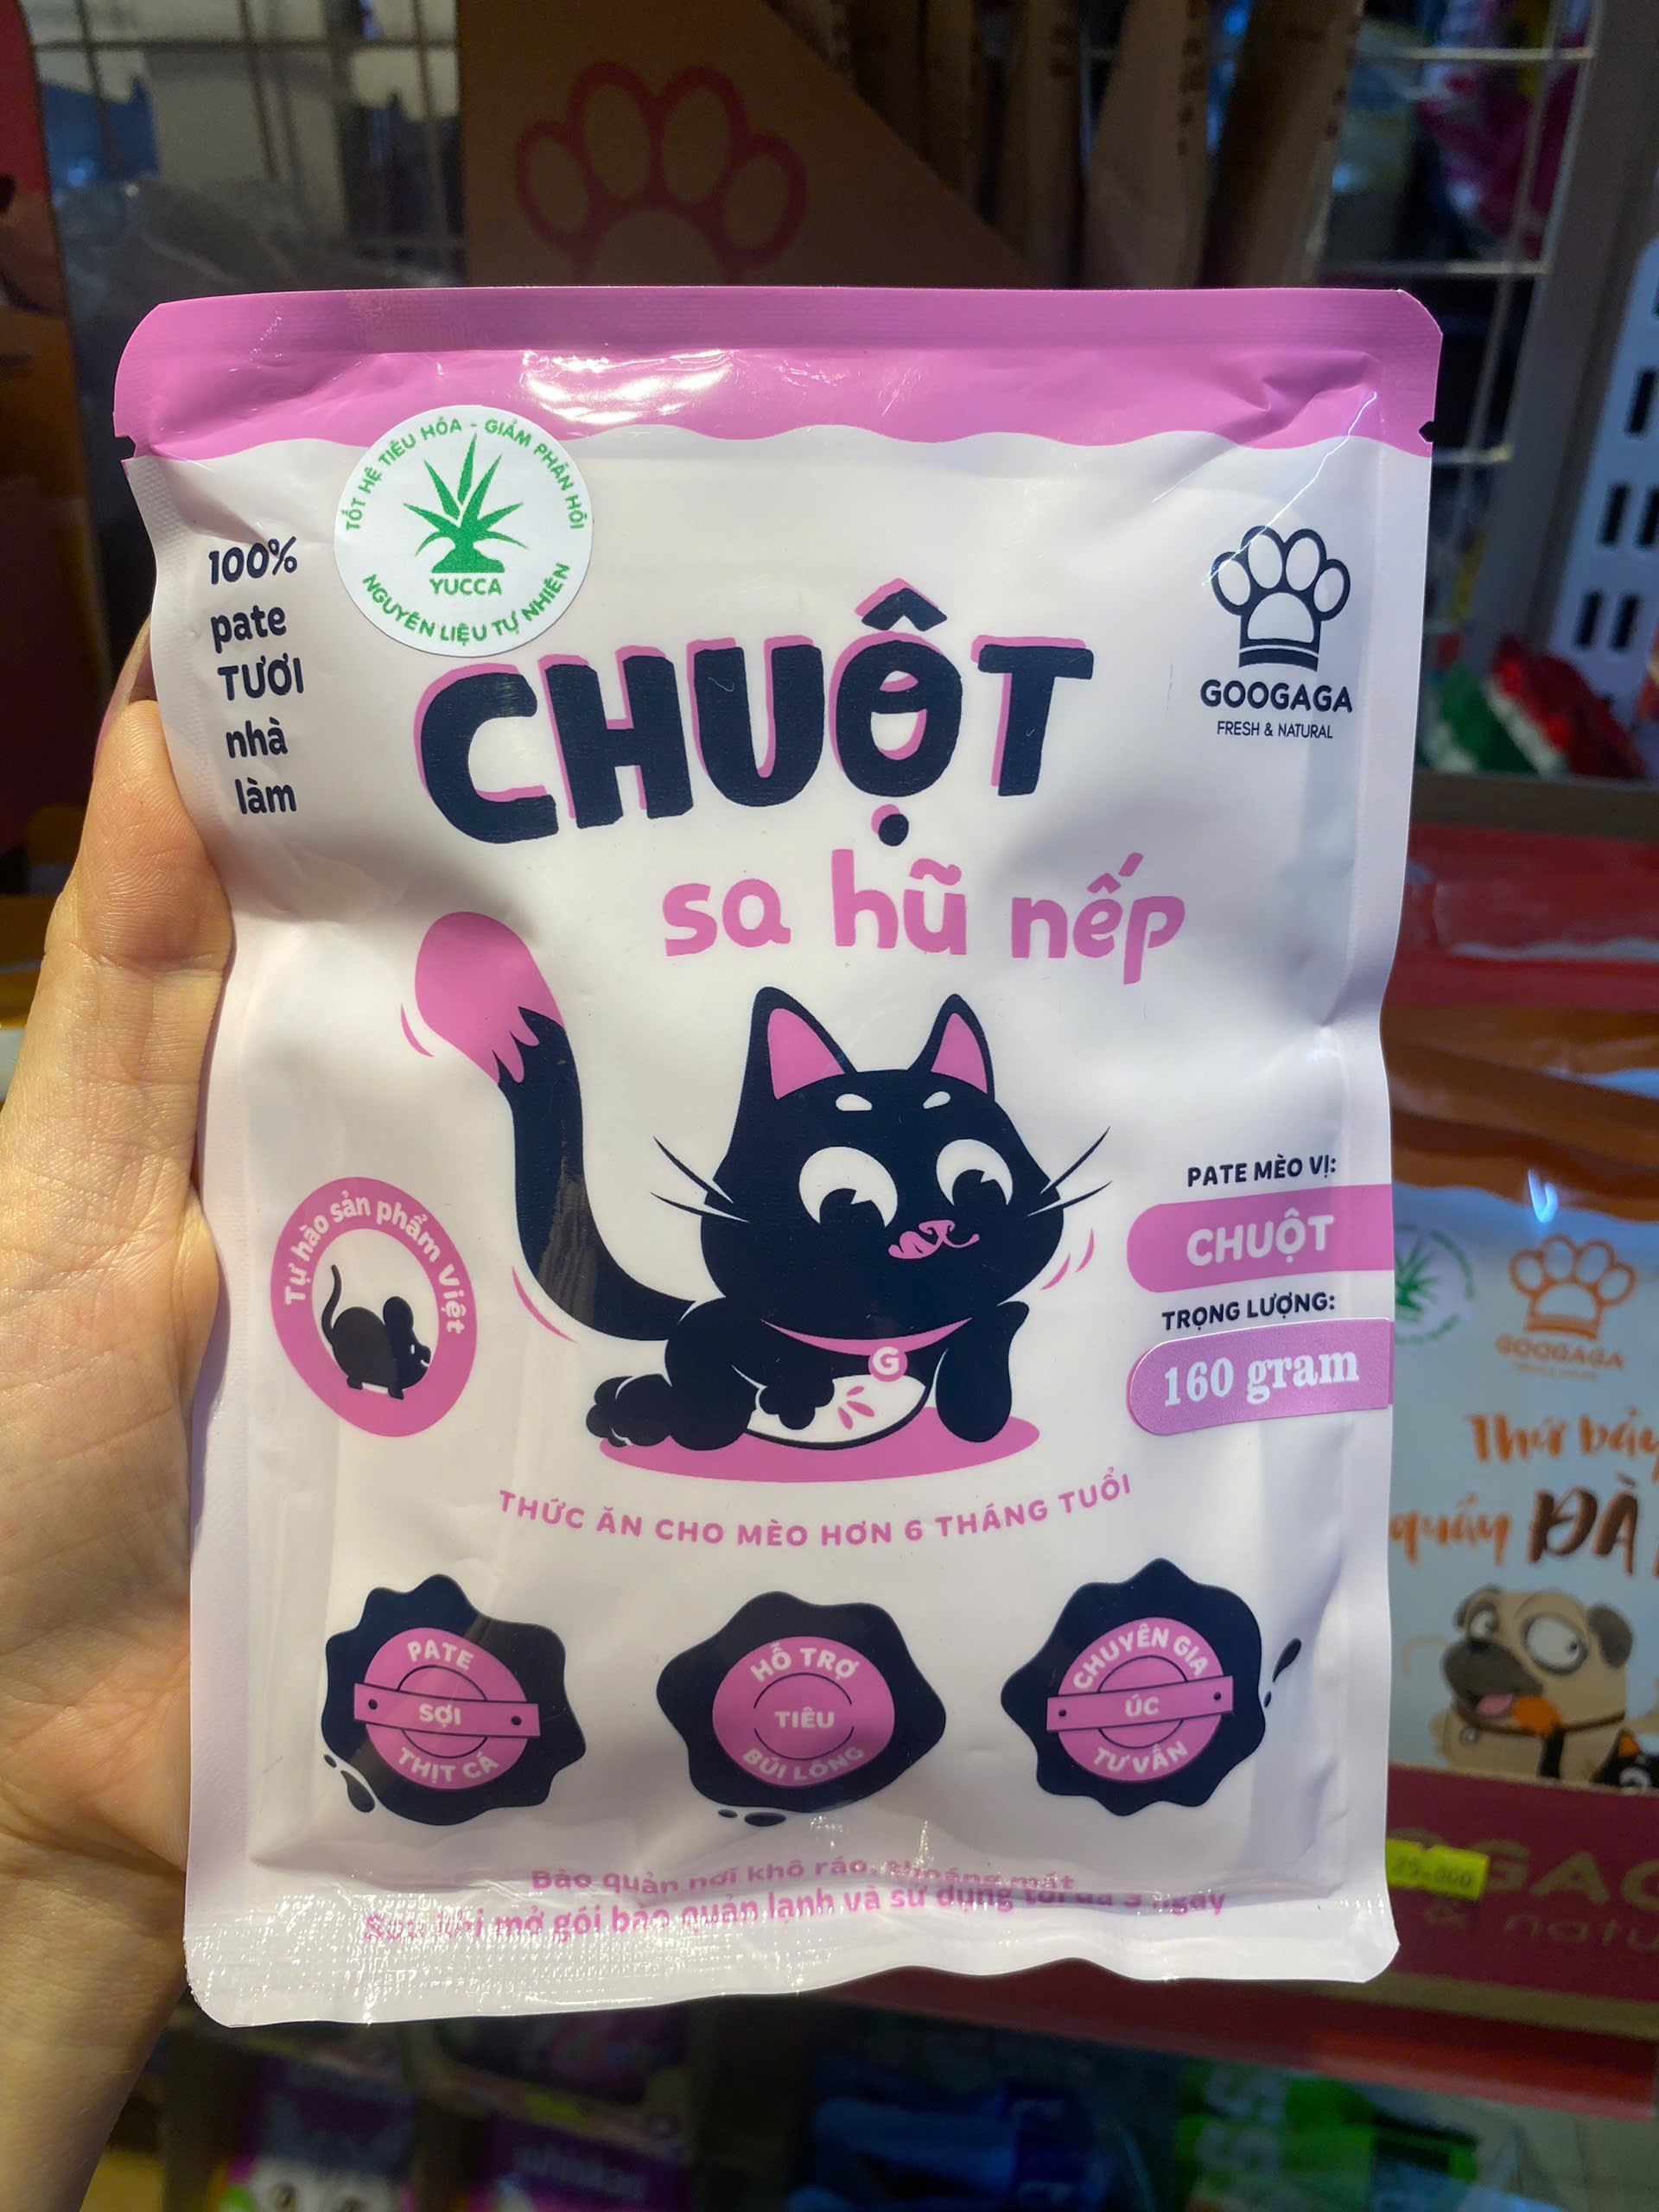 TỐT HỆ TIÊU HÓA - GIẢM PHÂN HÔI
YUCCA
NGUYÊN LIỆU TỰ NHIÊN
100%
pate
TƯƠI
nhà
làm
GOOGAGA
FRESH & NATURAL
CHUỘT
sa hũ nếp
Tự hào sản phẩm Việt
PATE MÈO VỊ:
CHUỘT
TRỌNG LƯỢNG:
160 gram
G
THỨC ĂN CHO MÈO HƠN 6 THÁNG TUỔI
PATE
SỢI
THỊT CÁ
HỖ TRỢ
TIÊU
BÚI LÔNG
CHUYÊN GIA
ÚC
TƯ VẤN
Bảo quản nơi khô ráo, thoáng mát
Sau khi mở gói bảo quản lạnh và sử dụng tối đa 3 ngày
GOOGAGA
quẩy ĐÀ